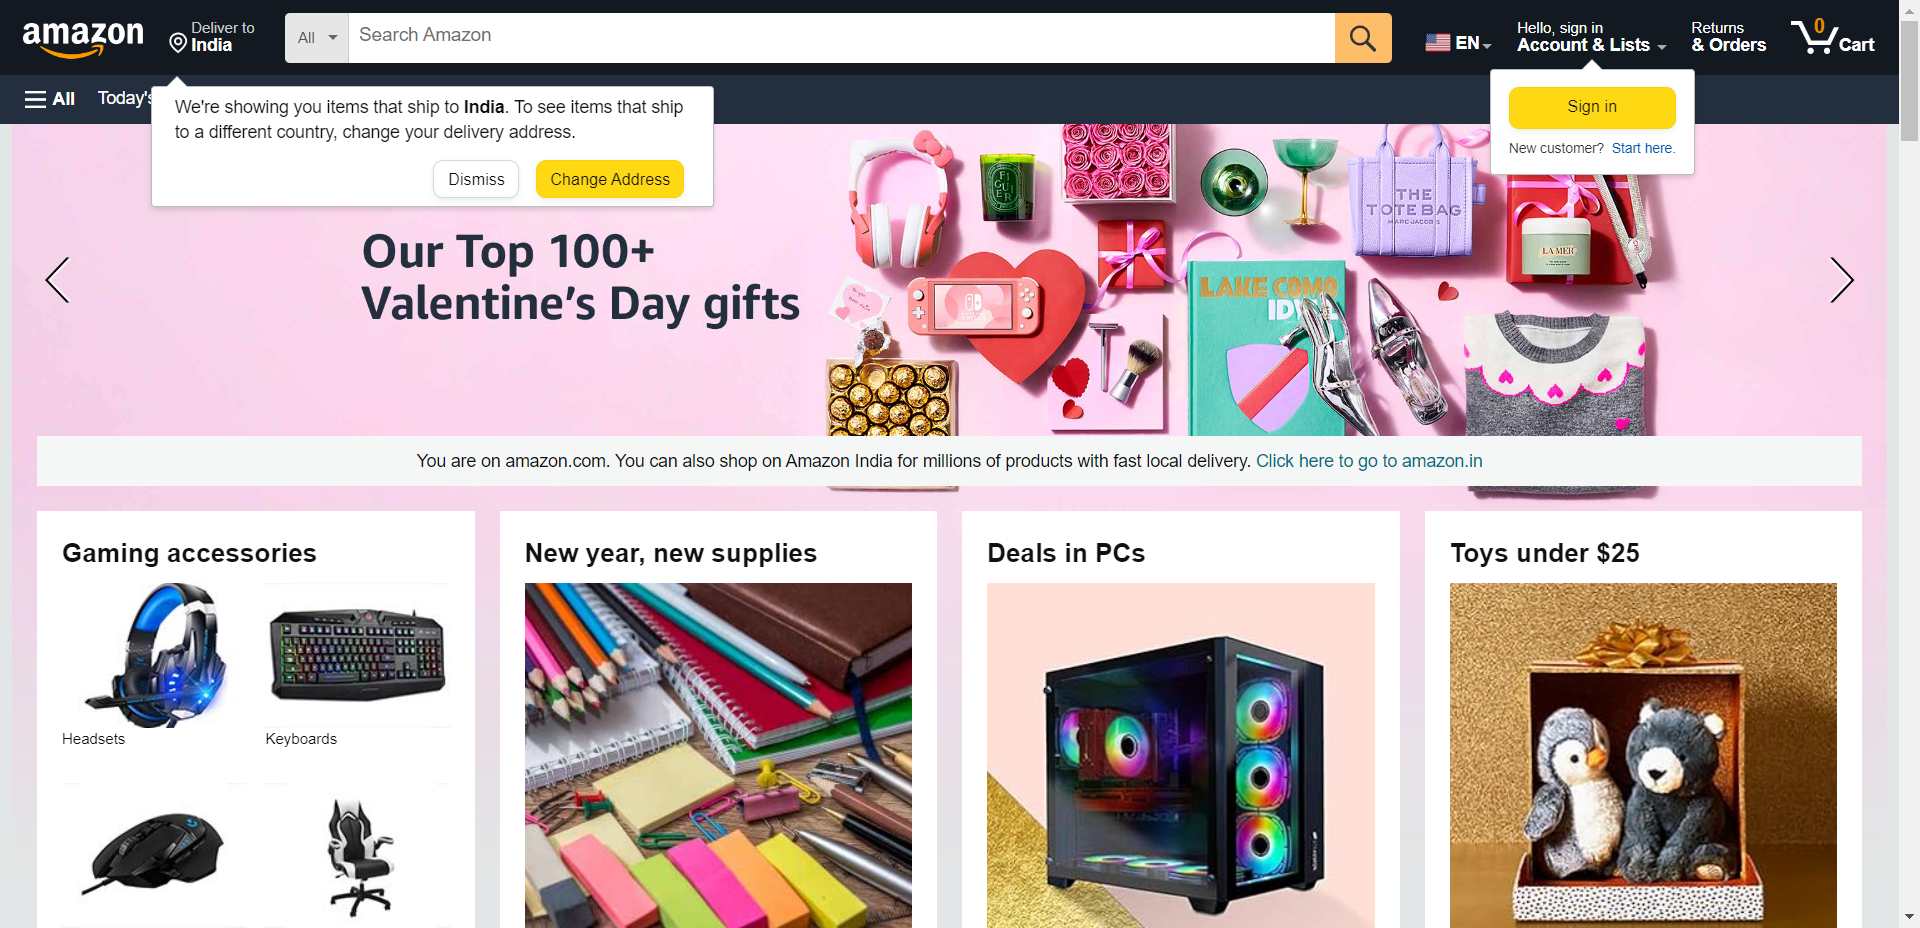 amazon
Deliver to
India
All
Search Amazon
EN
Hello, sign in
Account & Lists
Returns
& Orders
0
Cart
All
Today's
We're showing you items that ship to India. To see items that ship
to a different country, change your delivery address.
Dismiss
Change Address
Sign in
New customer? Start here.
Our Top 100+
Valentine's Day gifts
FIGUIER
THE
TOTE BAG
MARC JACOBS
LA MER
LAKE COMO
SWITCH
You are on amazon.com. You can also shop on Amazon India for millions of products with fast local delivery. Click here to go to amazon.in
Gaming accessories
New year, new supplies
Deals in PCs
Toys under $25
Headsets
Keyboards